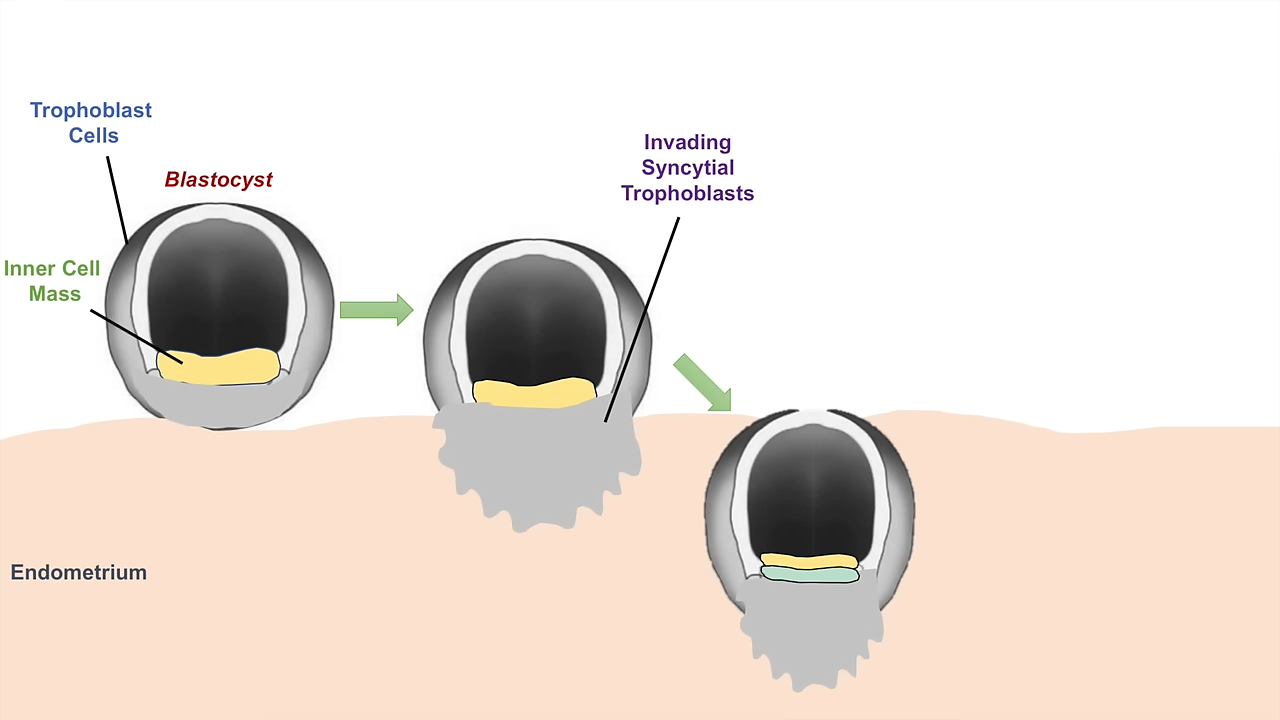 Trophoblast
Cells
Blastocyst
Inner Cell
Mass
Invading
Syncytial
Trophoblasts
Endometrium